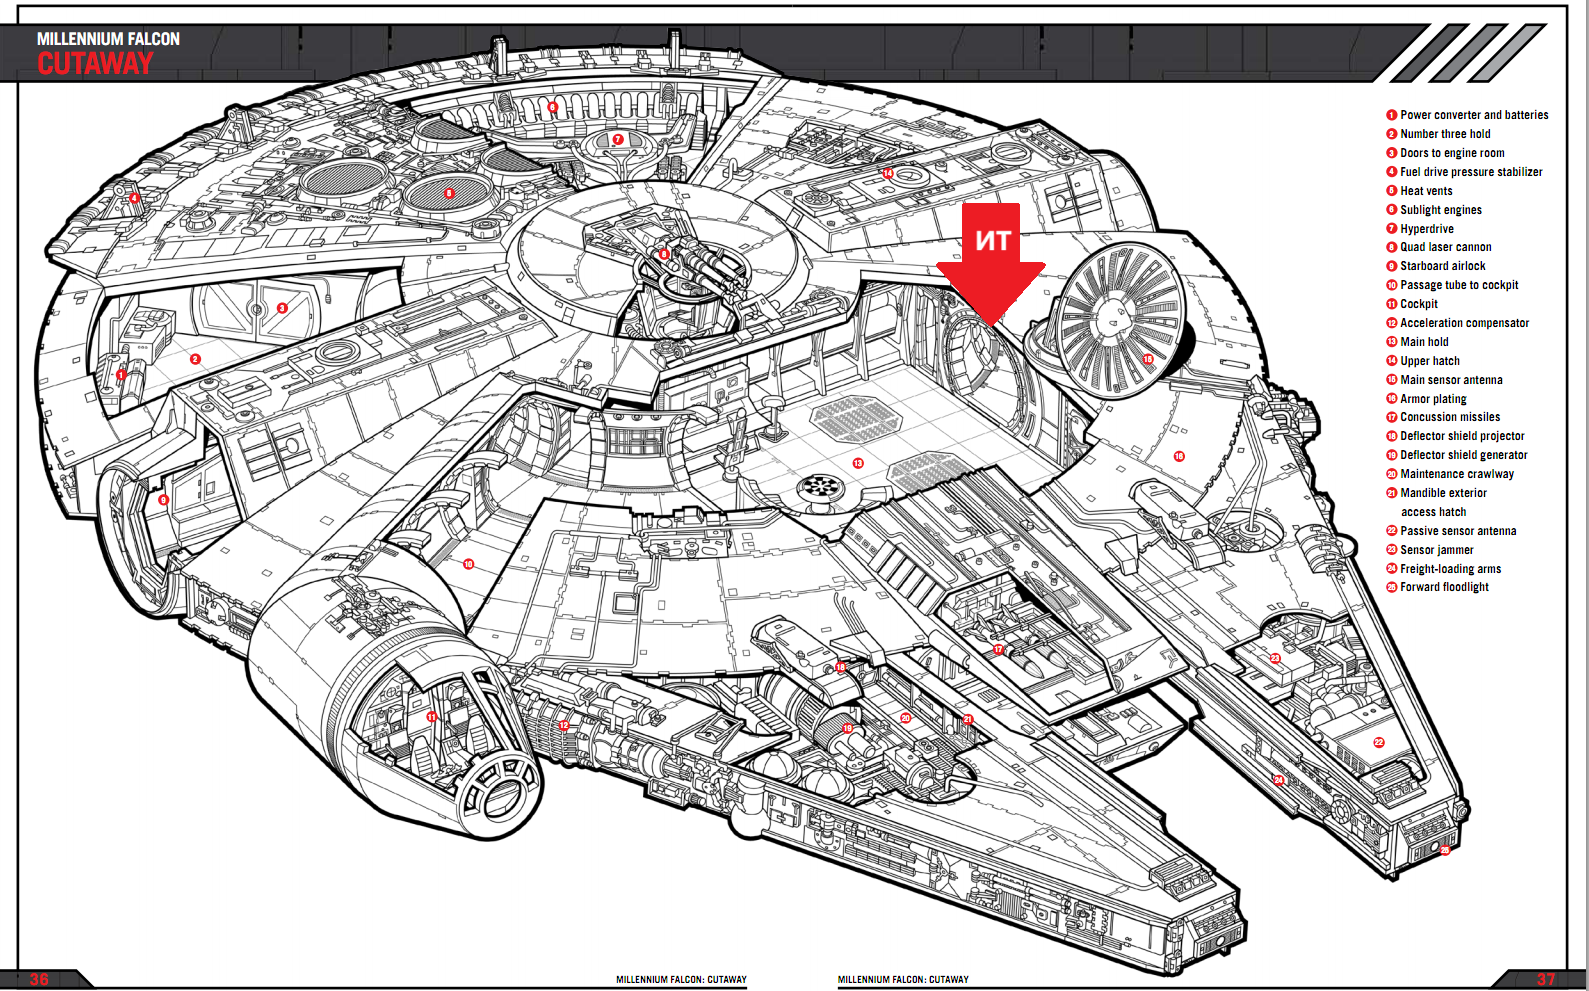 MILLENNIUM FALCON
CUTAWAY
1 Power converter and batteries
2 Number three hold
3 Doors to engine room
4 Fuel drive pressure stabilizer
5 Heat vents
6 Sublight engines
7 Hyperdrive
8 Quad laser cannon
9 Starboard airlock
10 Passage tube to cockpit
11 Cockpit
12 Acceleration compensator
13 Main hold
14 Upper hatch
15 Main sensor antenna
16 Armor plating
17 Concussion missiles
18 Deflector shield projector
19 Deflector shield generator
20 Maintenance crawlway
21 Mandible exterior
access hatch
22 Passive sensor antenna
23 Sensor jammer
24 Freight-loading arms
25 Forward floodlight
6
7
14
5
4
8
ИТ
3
2
1
15
13
16
9
10
17
23
18
11
12
19
20
21
22
24
25
36
MILLENNIUM FALCON: CUTAWAY
MILLENNIUM FALCON: CUTAWAY
37